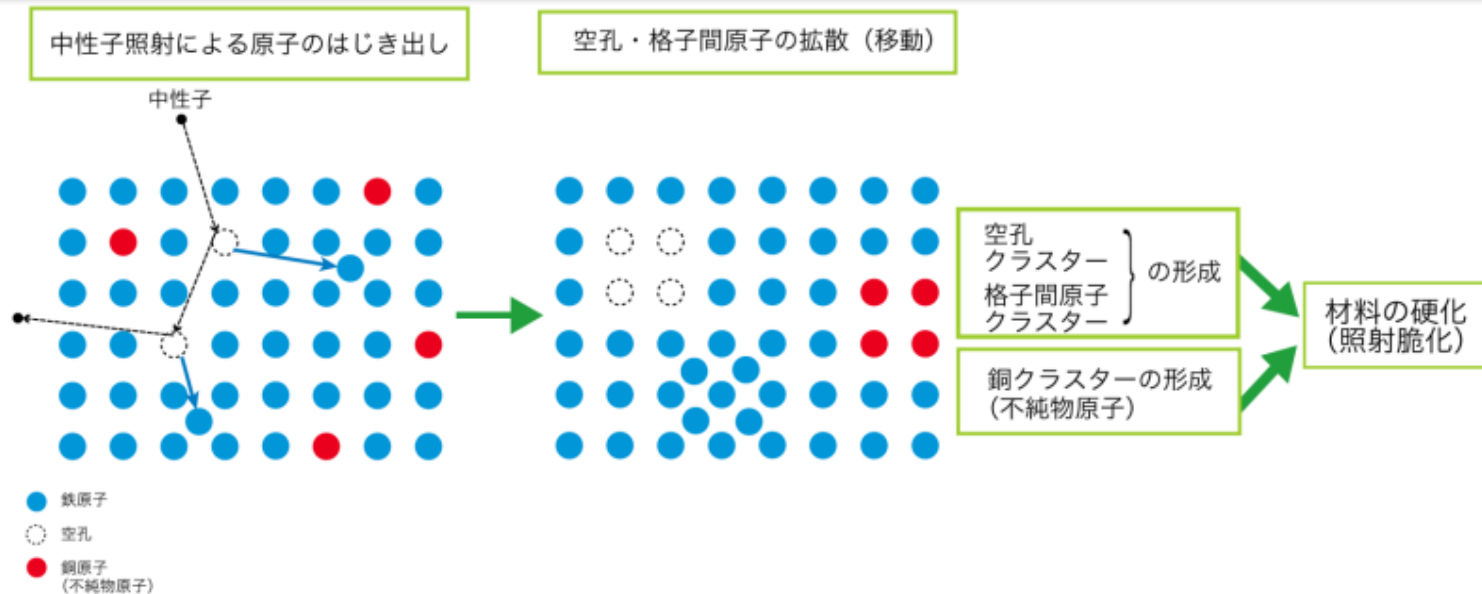 中性子照射による原子のはじき出し
空孔・格子間原子の拡散（移動）
中性子
空孔
クラスター
格子間原子
クラスター
の形成
銅クラスターの形成
（不純物原子）
材料の硬化
（照射脆化）
鉄原子
空孔
銅原子
（不純物原子）